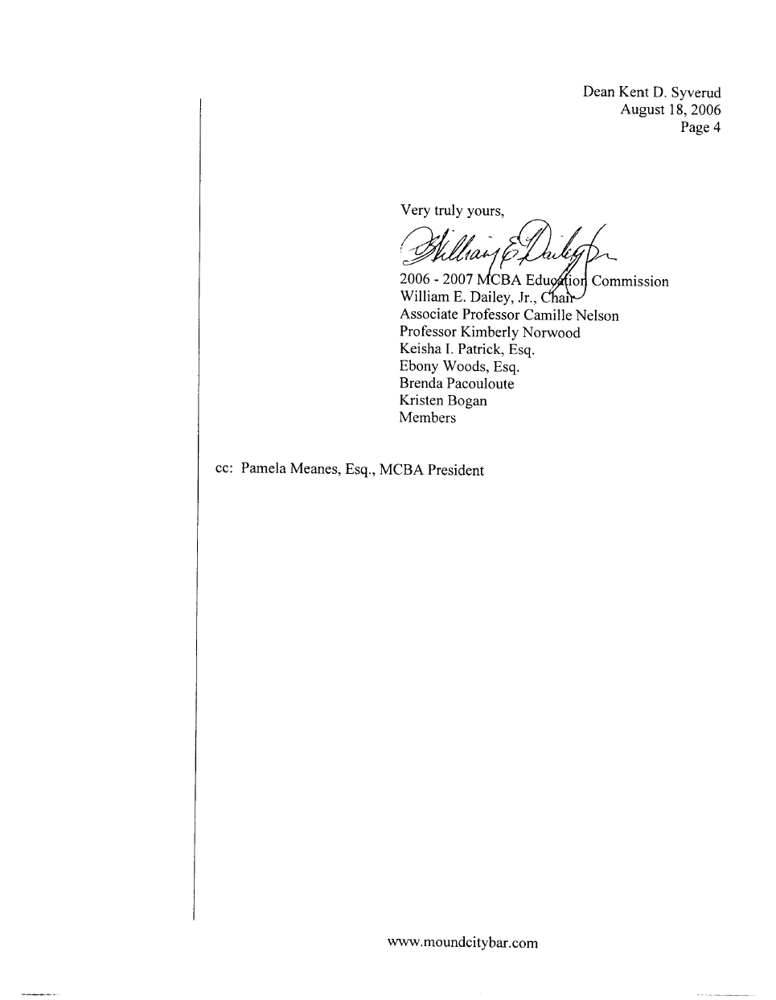 Dean Kent D. Syverud
August 18, 2006
Page 4
Very truly yours,
William E Dailey Jr
2006 - 2007 MCBA Education Commission
William E. Dailey, Jr., Chair
Associate Professor Camille Nelson
Professor Kimberly Norwood
Keisha I. Patrick, Esq.
Ebony Woods, Esq.
Brenda Pacouloute
Kristen Bogan
Members
cc: Pamela Meanes, Esq., MCBA President
www.moundcitybar.com